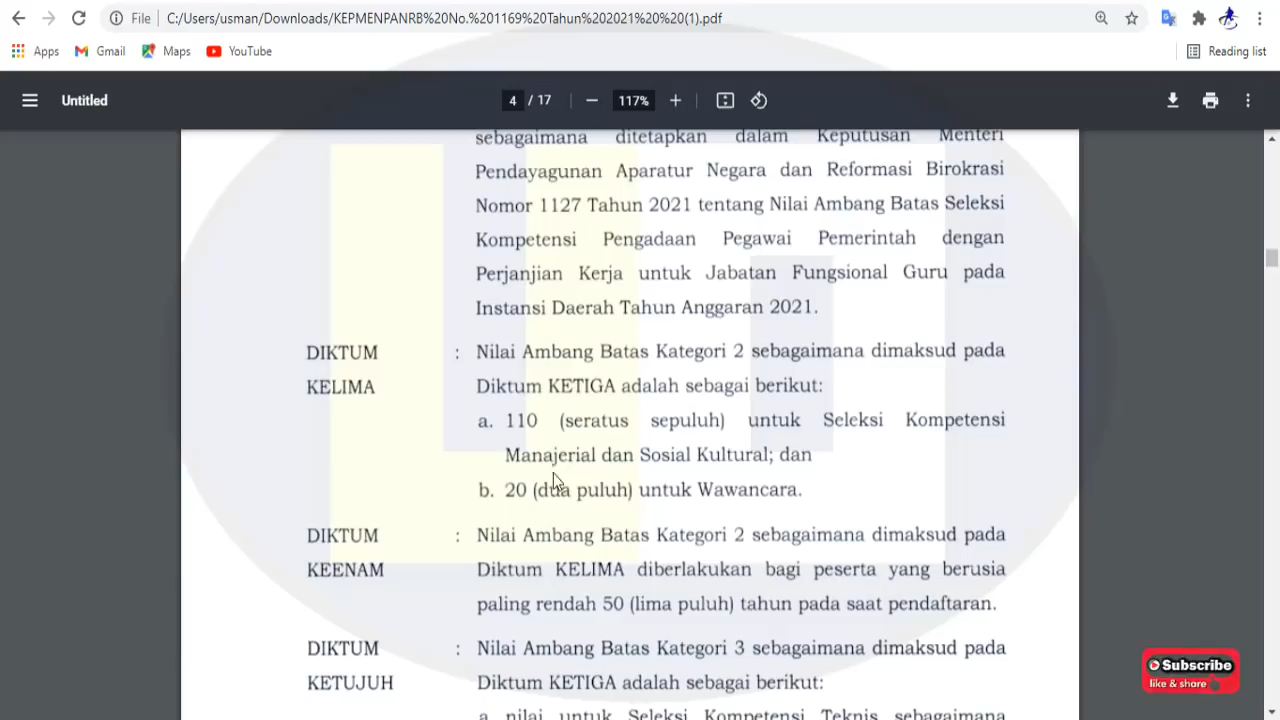 File
C:/Users/usman/Downloads/KEPMENPANRB%20No.%201169%20Tahun%202021%20%20(1).pdf
Apps
Gmail
Maps
YouTube
Reading list
Untitled
4 / 17
117%
sebagaimana ditetapkan dalam Keputusan Menteri
Pendayagunan Aparatur Negara dan Reformasi Birokrasi
Nomor 1127 Tahun 2021 tentang Nilai Ambang Batas Seleksi
Kompetensi Pengadaan Pegawai Pemerintah dengan
Perjanjian Kerja untuk Jabatan Fungsional Guru pada
Instansi Daerah Tahun Anggaran 2021.
DIKTUM : Nilai Ambang Batas Kategori 2 sebagaimana dimaksud pada
KELIMA Diktum KETIGA adalah sebagai berikut:
a. 110 (seratus sepuluh) untuk Seleksi Kompetensi
Manajerial dan Sosial Kultural; dan
b. 20 (dua puluh) untuk Wawancara.
DIKTUM : Nilai Ambang Batas Kategori 2 sebagaimana dimaksud pada
KEENAM Diktum KELIMA diberlakukan bagi peserta yang berusia
paling rendah 50 (lima puluh) tahun pada saat pendaftaran.
DIKTUM : Nilai Ambang Batas Kategori 3 sebagaimana dimaksud pada
KETUJUH Diktum KETIGA adalah sebagai berikut:
a. nilai untuk Seleksi Kompetensi Teknis sebagaimana
Subscribe
like & share